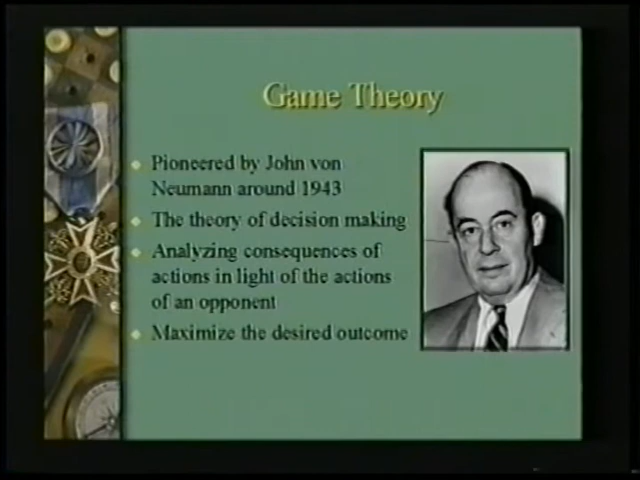 Game Theory
Pioneered by John von
Neumann around 1943
The theory of decision making
Analyzing consequences of
actions in light of the actions
of an opponent
Maximize the desired outcome